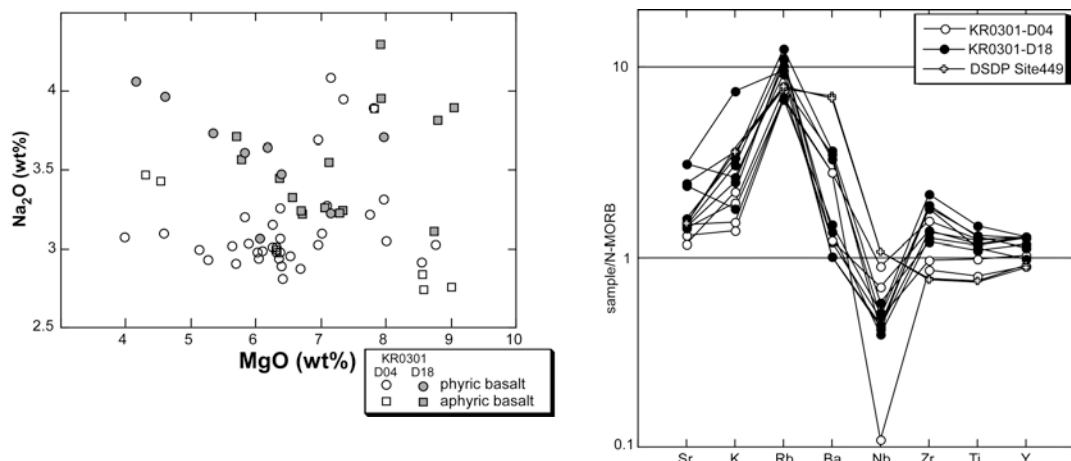 4
3.5
3
2.5
Na₂O (wt%)
4 5 6 7 8 9 10
MgO (wt%)
KR0301
D04 D18
phyric basalt
aphyric basalt
10
1
0.1
sample/N-MORB
KR0301-D04
KR0301-D18
DSDP Site449
Sr K Rb Ba Nb Zr Ti Y